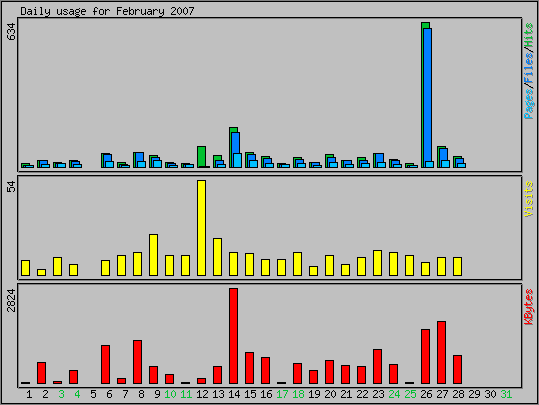 Daily usage for February 2007
634
Pages/Files/Hits
54
Visits
2824
KBytes
1 2 3 4 5 6 7 8 9 10 11 12 13 14 15 16 17 18 19 20 21 22 23 24 25 26 27 28 29 30 31